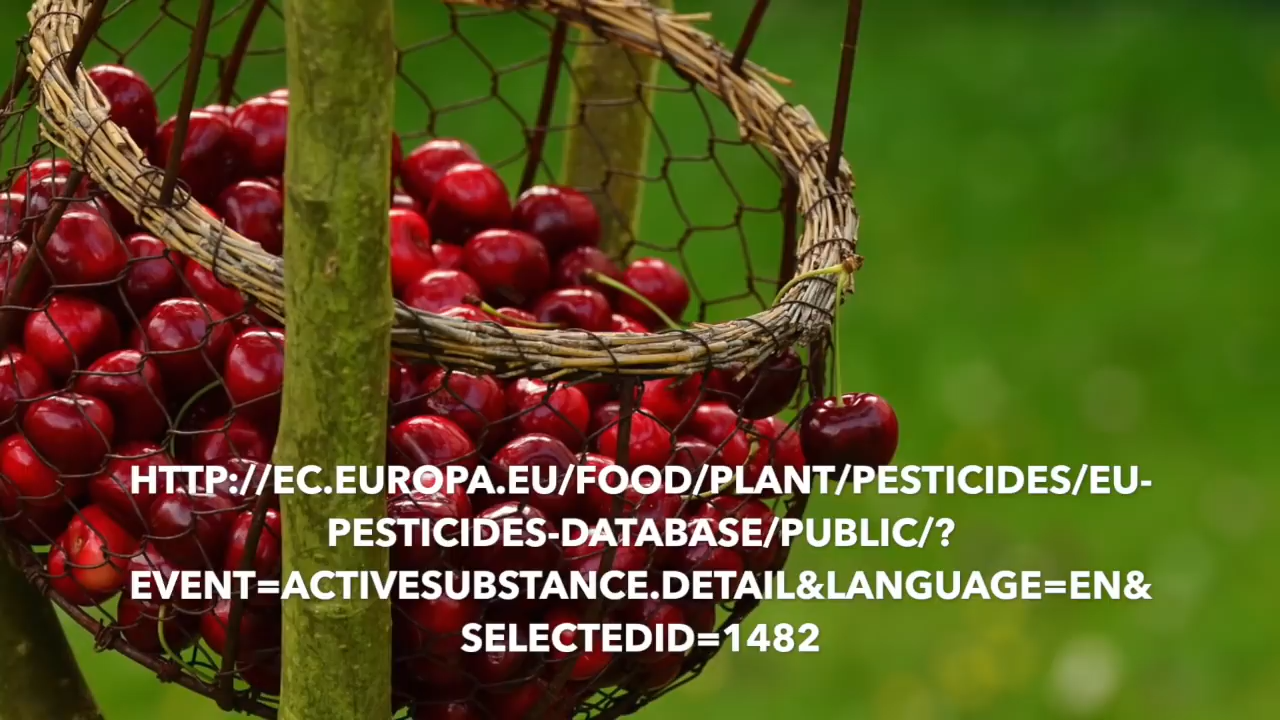 HTTP://EC.EUROPA.EU/FOOD/PLANT/PESTICIDES/EU-
PESTICIDES-DATABASE/PUBLIC/?
EVENT=ACTIVESUBSTANCE.DETAIL&LANGUAGE=EN&
SELECTEDID=1482